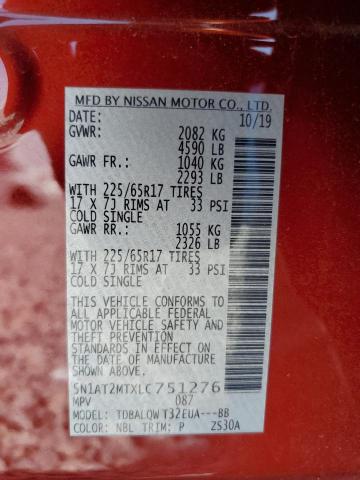 MFD BY NISSAN MOTOR CO., LTD.
DATE: 10/19
GVWR: 2082 KG
4590 LB
GAWR FR.: 1040 KG
2293 LB
WITH 225/65R17 TIRES
17 X 7J RIMS AT 33 PSI
COLD SINGLE
GAWR RR.: 1055 KG
2326 LB
WITH 225/65R17 TIRES
17 X 7J RIMS AT 33 PSI
COLD SINGLE
THIS VEHICLE CONFORMS TO
ALL APPLICABLE FEDERAL
MOTOR VEHICLE SAFETY
AND THEFT PREVENTION
STANDARDS IN EFFECT ON
THE DATE OF MANUFACTURE
SHOWN ABOVE.
5N1AT2MTXLC751276
MPV 087
MODEL: TDBALQWT32EUA---BB
COLOR: NBL TRIM: P ZS30A